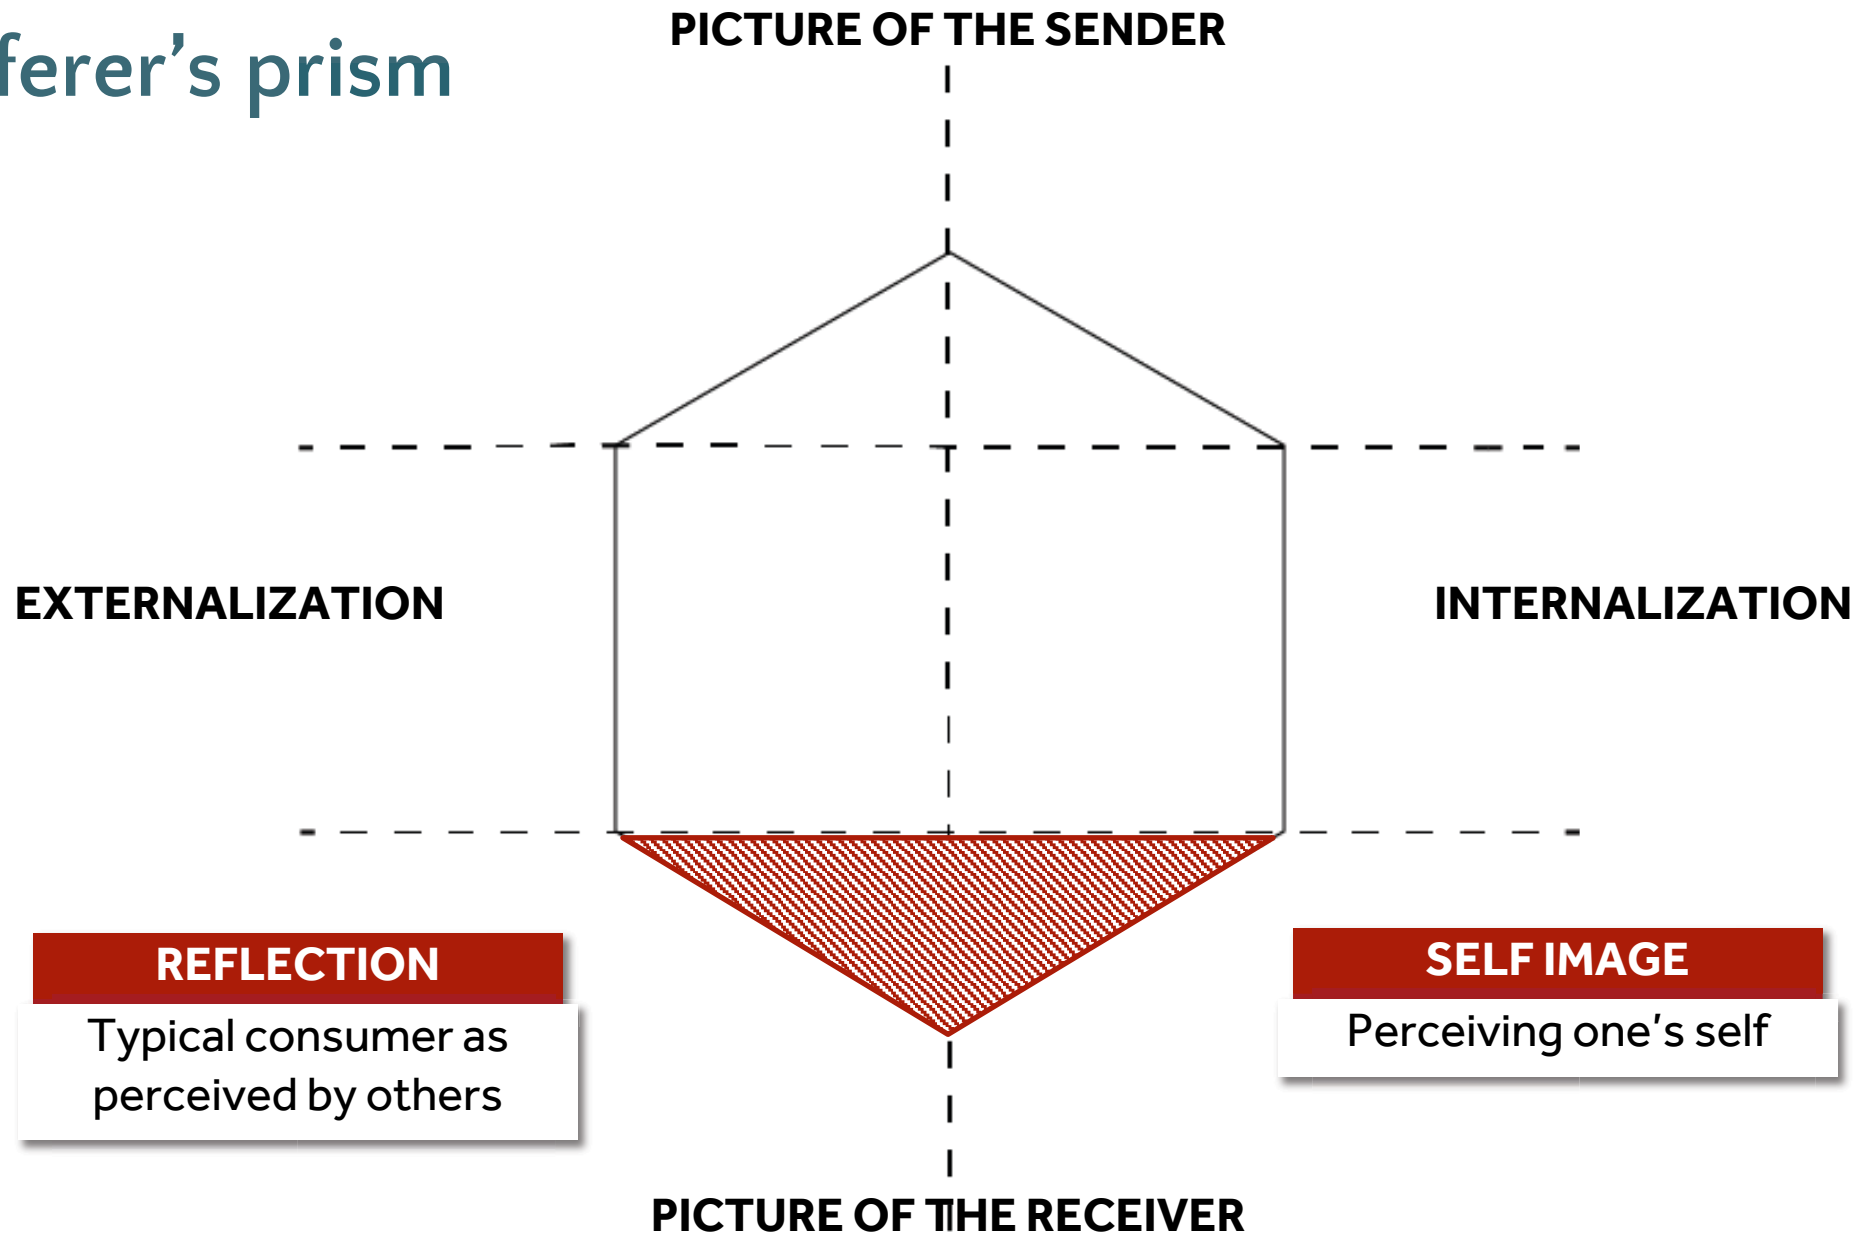 PICTURE OF THE SENDER
ferer’s prism
EXTERNALIZATION
INTERNALIZATION
REFLECTION
Typical consumer as
perceived by others
SELF IMAGE
Perceiving one’s self
PICTURE OF THE RECEIVER